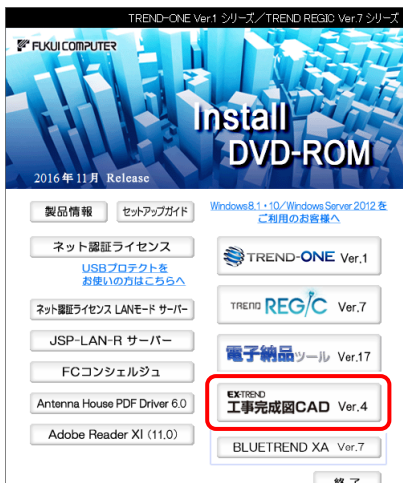 TREND-ONE Ver.1 シリーズ／TREND REGIC Ver.7 シリーズ
FUKUI COMPUTER
Install
DVD-ROM
2016年11月 Release
製品情報
セットアップガイド
Windows8.1・10／Windows Server 2012 を
ご利用のお客様へ
ネット認証ライセンス
USBプロテクトを
お使いの方はこちらへ
ネット認証ライセンス LANモード サーバー
JSP-LAN-R サーバー
FCコンシェルジュ
Antenna House PDF Driver 6.0
Adobe Reader XI (11.0)
TREND-ONE Ver.1
TREND REGIC Ver.7
電子納品ツール Ver.17
EX-TREND
工事完成図CAD Ver.4
BLUETREND XA Ver.7
終了